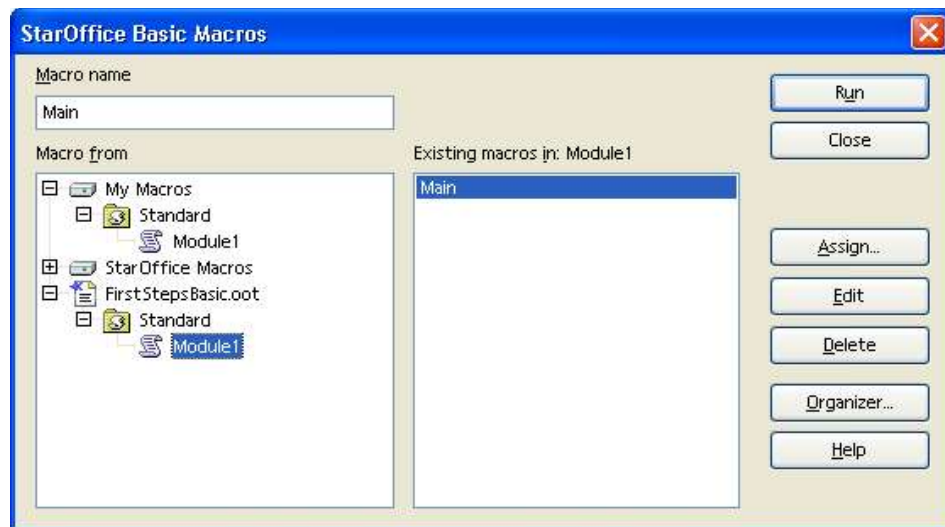 StarOffice Basic Macros
Macro name
Main
Macro from
My Macros
Standard
Module1
StarOffice Macros
FirstStepsBasic.oot
Standard
Module1
Existing macros in: Module1
Main
Run
Close
Assign...
Edit
Delete
Organizer...
Help